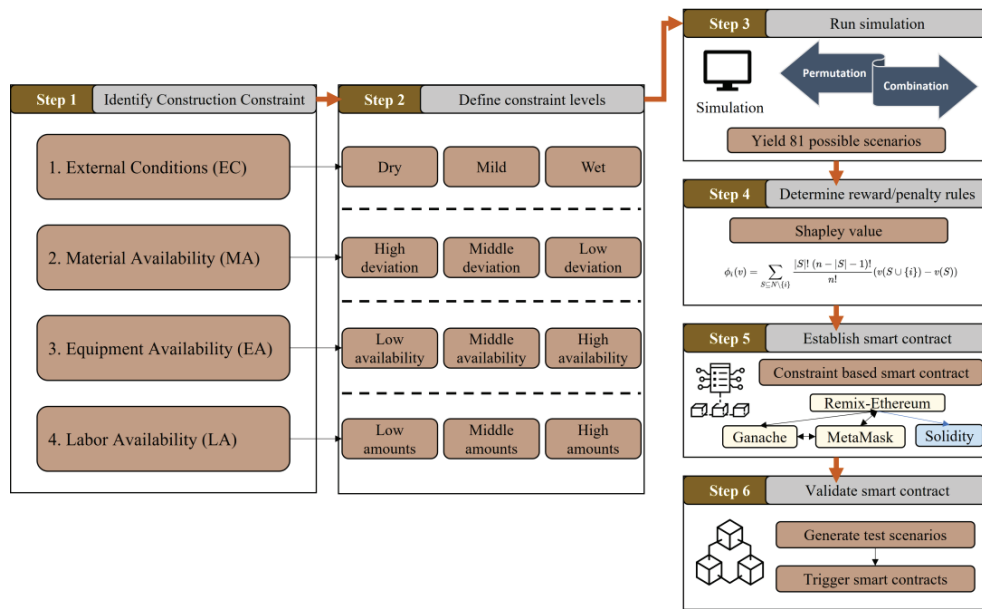 Step 1
Identify Construction Constraint
1. External Conditions (EC)
2. Material Availability (MA)
3. Equipment Availability (EA)
4. Labor Availability (LA)
Step 2
Define constraint levels
Dry
Mild
Wet
High
deviation
Middle
deviation
Low
deviation
Low
availability
Middle
availability
High
availability
Low
amounts
Middle
amounts
High
amounts
Step 3
Run simulation
Simulation
Permutation
Combination
Yield 81 possible scenarios
Step 4
Determine reward/penalty rules
Shapley value
ϕᵢ(v) = ∑_{S⊆N\{i}} |S|! (n − |S| − 1)! / n! (v(S ∪ {i}) − v(S))
Step 5
Establish smart contract
Constraint based smart contract
Remix-Ethereum
Ganache
MetaMask
Solidity
Step 6
Validate smart contract
Generate test scenarios
Trigger smart contracts